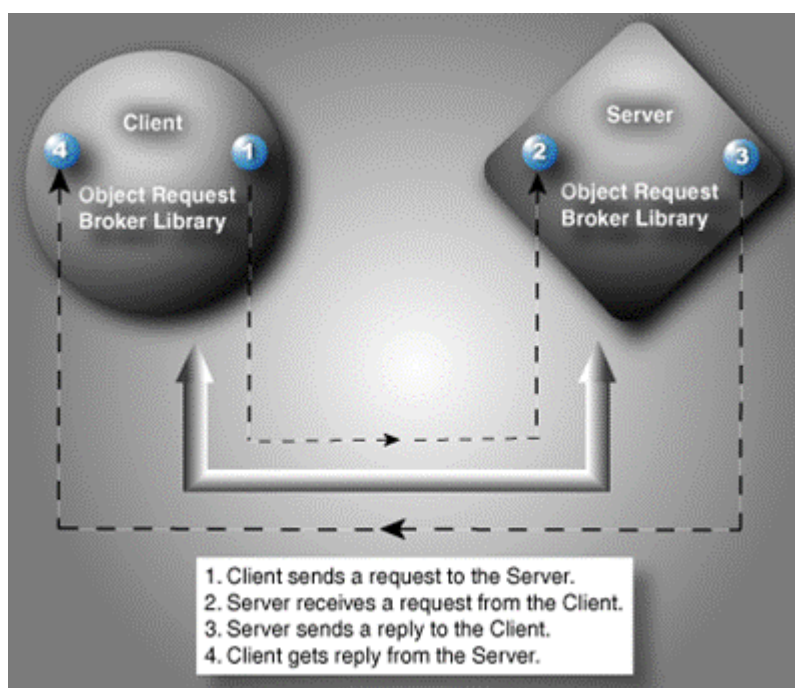 Client
4
1
Object Request
Broker Library
Server
2
3
Object Request
Broker Library
1. Client sends a request to the Server.
2. Server receives a request from the Client.
3. Server sends a reply to the Client.
4. Client gets reply from the Server.